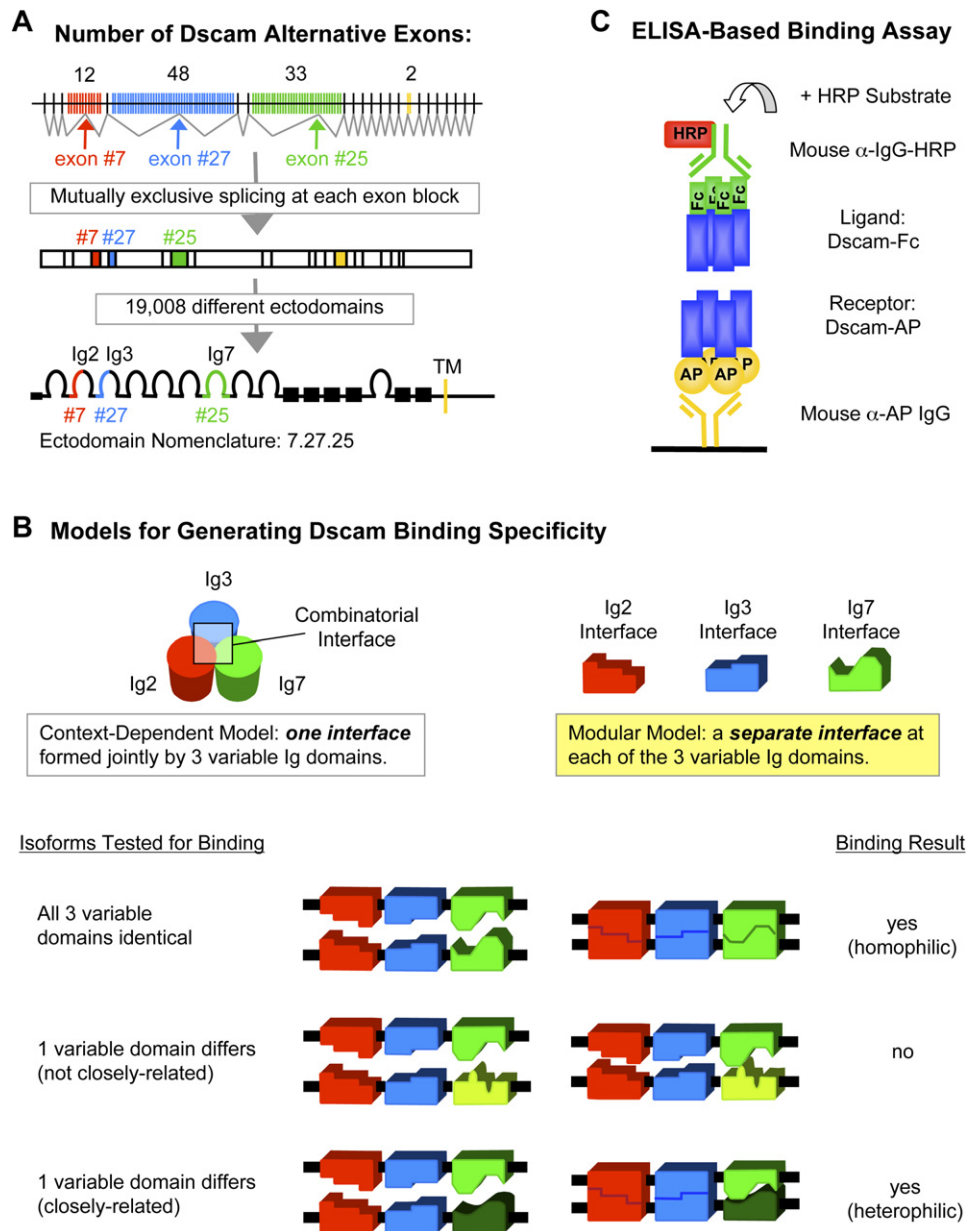 A
Number of Dscam Alternative Exons:
12 48 33 2
exon #7 exon #27 exon #25
Mutually exclusive splicing at each exon block
#7 #27 #25
19,008 different ectodomains
Ig2 Ig3 Ig7 TM
#7 #27 #25
Ectodomain Nomenclature: 7.27.25
C
ELISA-Based Binding Assay
+ HRP Substrate
HRP
Mouse α-IgG-HRP
Fc Fc Fc Fc
Ligand:
Dscam-Fc
Receptor:
Dscam-AP
AP AP AP P
Mouse α-AP IgG
B
Models for Generating Dscam Binding Specificity
Ig3
Combinatorial
Interface
Ig2 Ig7
Context-Dependent Model: one interface
formed jointly by 3 variable Ig domains.
Ig2 Ig3 Ig7
Interface Interface Interface
Modular Model: a separate interface at
each of the 3 variable Ig domains.
Isoforms Tested for Binding Binding Result
All 3 variable
domains identical
yes
(homophilic)
1 variable domain differs
(not closely-related)
no
1 variable domain differs
(closely-related)
yes
(heterophilic)